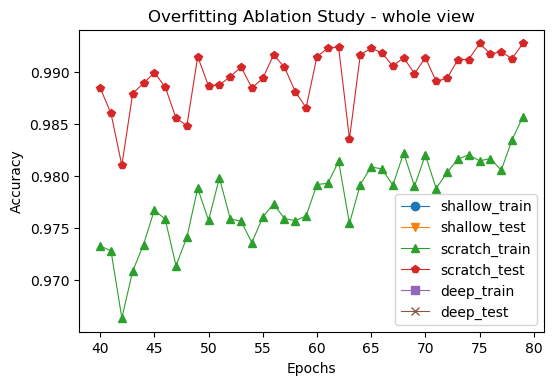 Overfitting Ablation Study - whole view
Accuracy
0.990
0.985
0.980
0.975
0.970
40 45 50 55 60 65 70 75 80
Epochs
shallow_train
shallow_test
scratch_train
scratch_test
deep_train
deep_test